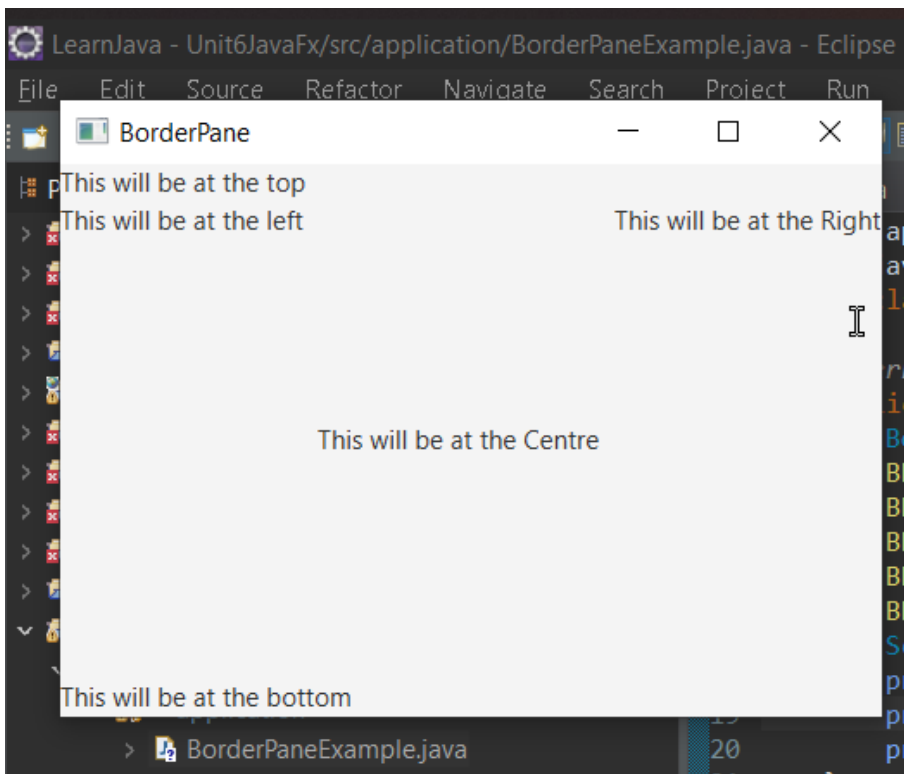 LearnJava - Unit6JavaFx/src/application/BorderPaneExample.java - Eclipse
File Edit Source Refactor Navigate Search Project Run
BorderPane
This will be at the top
This will be at the left This will be at the Right
This will be at the Centre
This will be at the bottom
BorderPaneExample.java
20